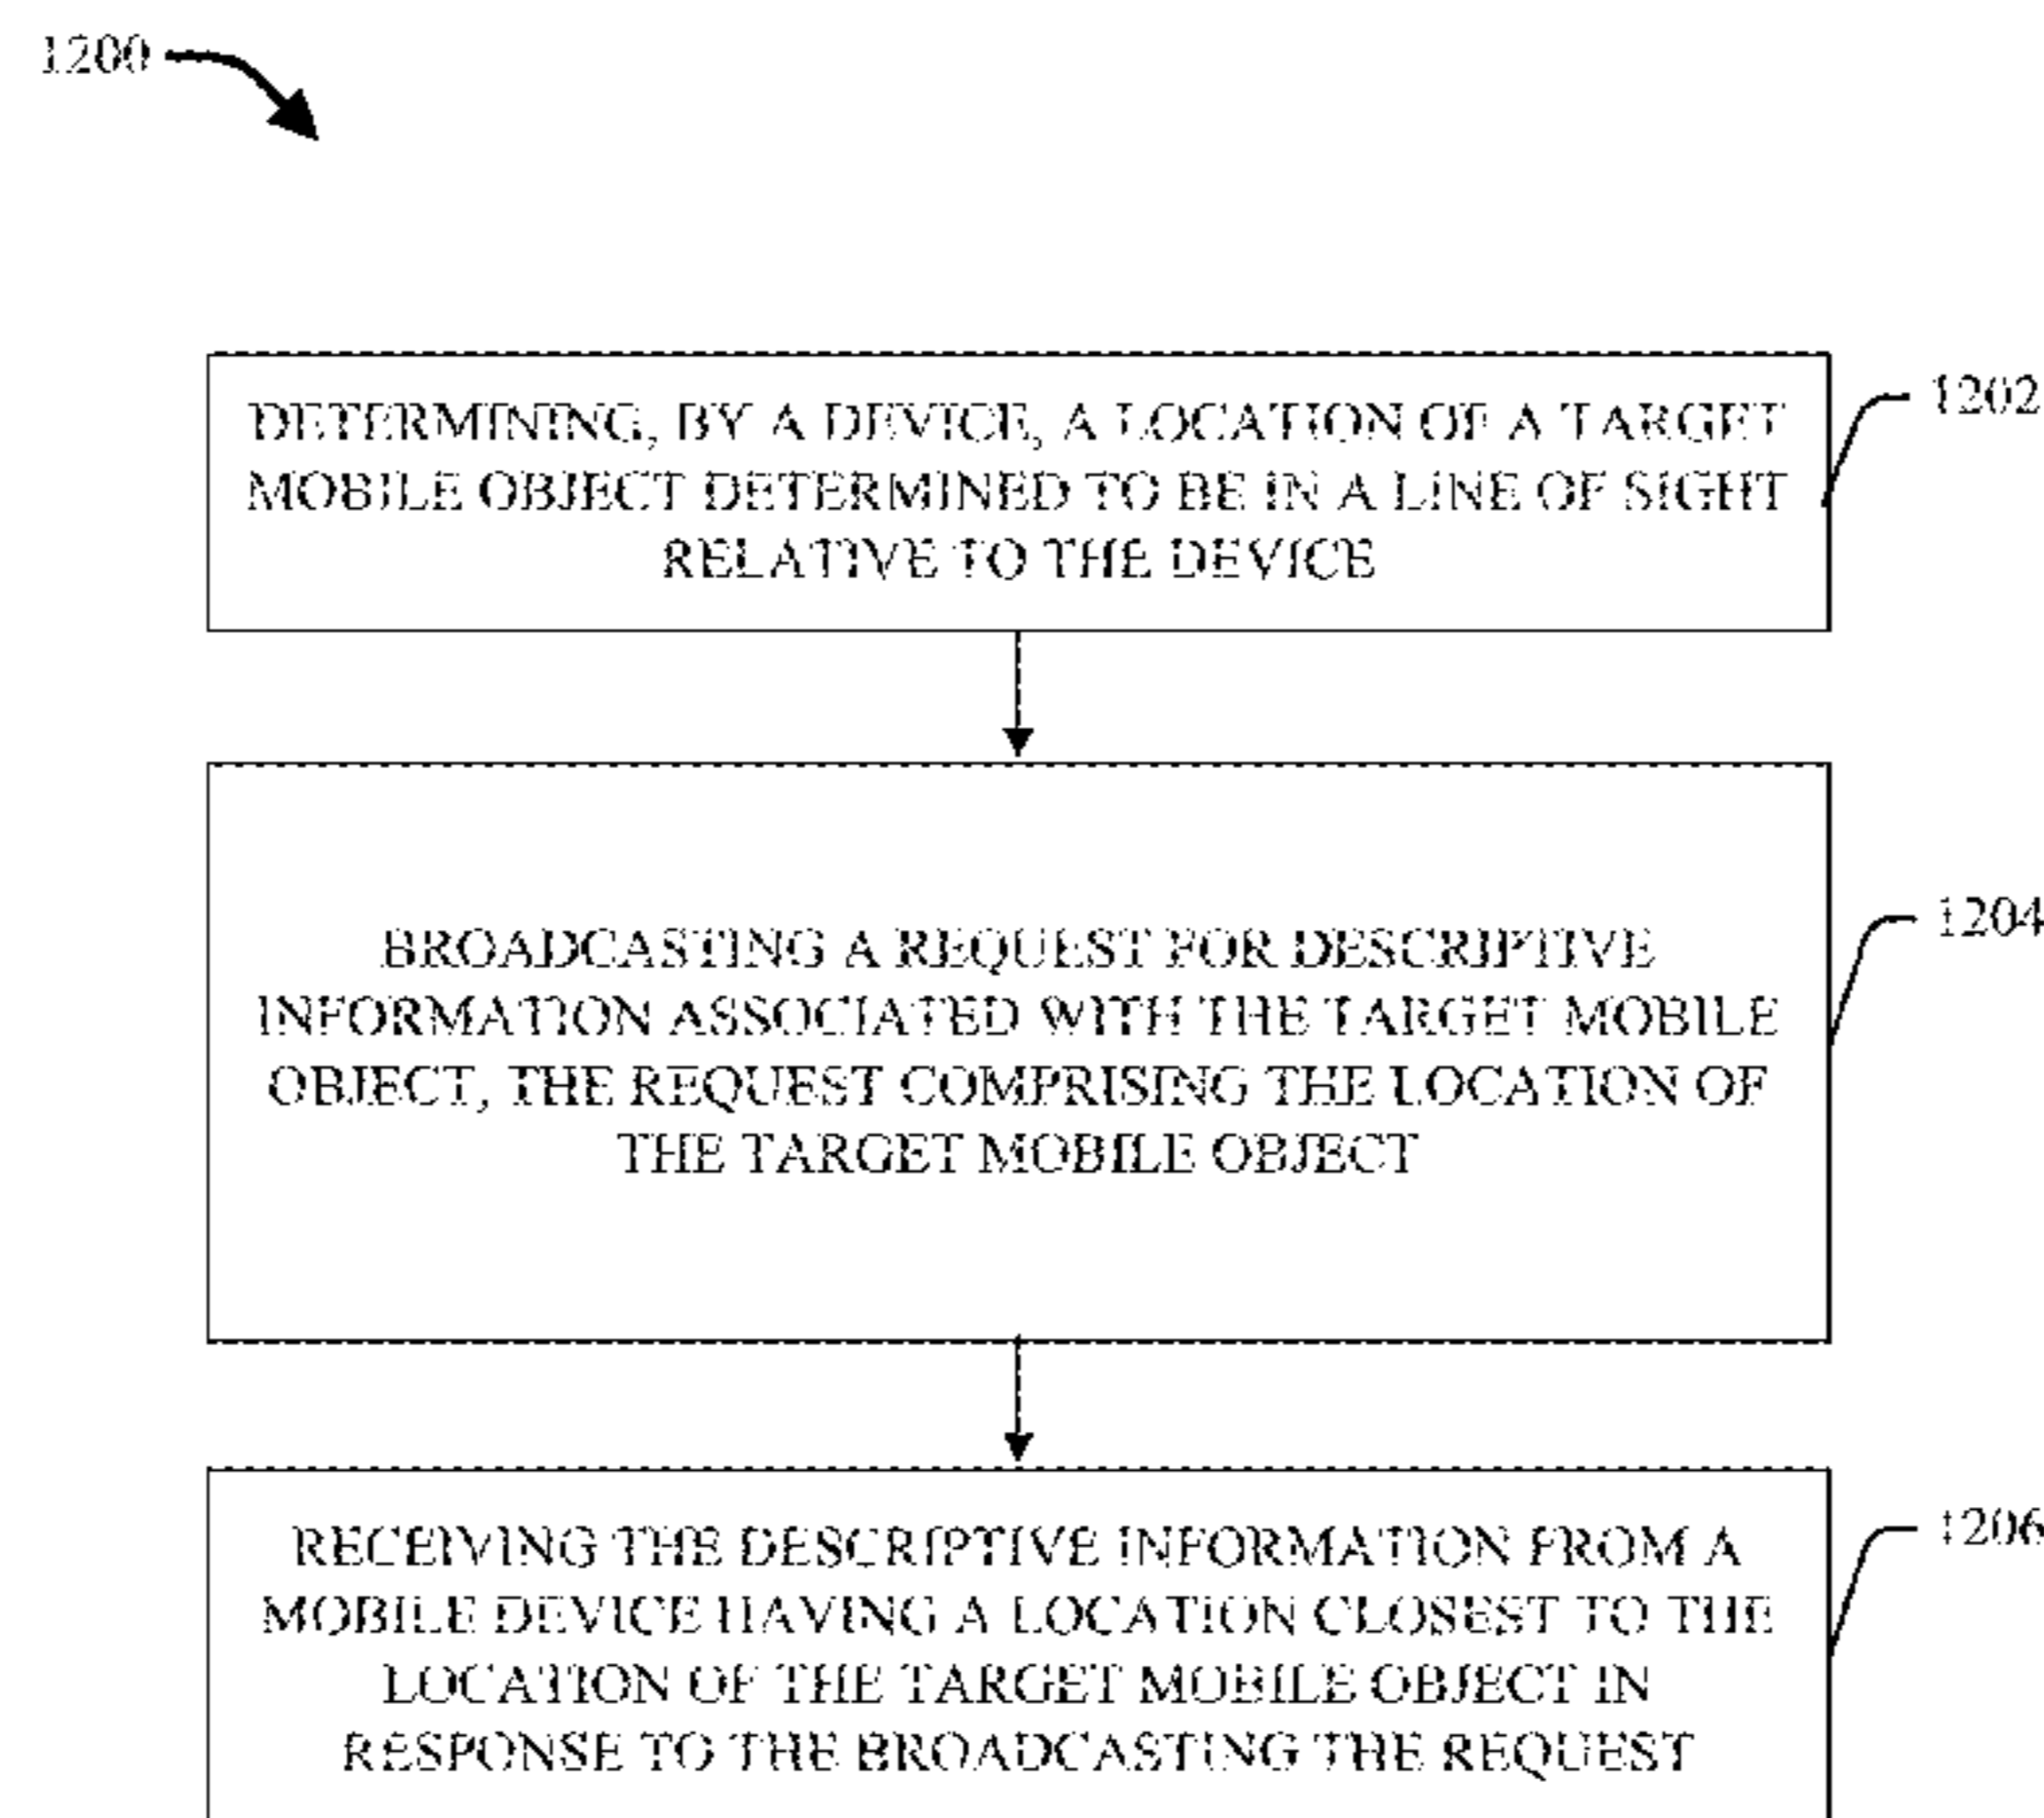 1200
DETERMINING, BY A DEVICE, A LOCATION OF A TARGET
MOBILE OBJECT DETERMINED TO BE IN A LINE OF SIGHT
RELATIVE TO THE DEVICE
1202
BROADCASTING A REQUEST FOR DESCRIPTIVE
INFORMATION ASSOCIATED WITH THE TARGET MOBILE
OBJECT, THE REQUEST COMPRISING THE LOCATION OF
THE TARGET MOBILE OBJECT
1204
RECEIVING THE DESCRIPTIVE INFORMATION FROM A
MOBILE DEVICE HAVING A LOCATION CLOSEST TO THE
LOCATION OF THE TARGET MOBILE OBJECT IN
RESPONSE TO THE BROADCASTING THE REQUEST
1206